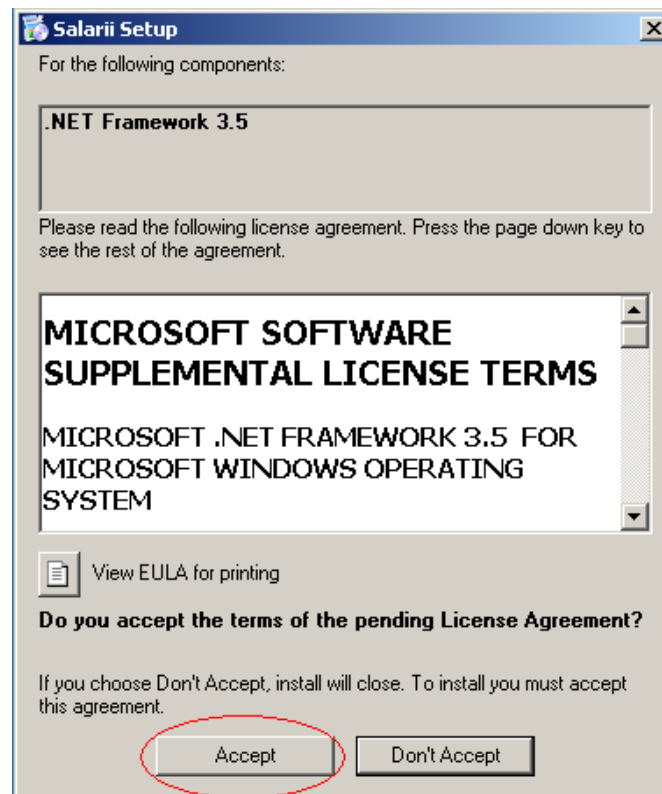 Salarii Setup
For the following components:
.NET Framework 3.5
Please read the following license agreement. Press the page down key to
see the rest of the agreement.
MICROSOFT SOFTWARE
SUPPLEMENTAL LICENSE TERMS
MICROSOFT .NET FRAMEWORK 3.5 FOR
MICROSOFT WINDOWS OPERATING
SYSTEM
View EULA for printing
Do you accept the terms of the pending License Agreement?
If you choose Don't Accept, install will close. To install you must accept
this agreement.
Accept
Don't Accept